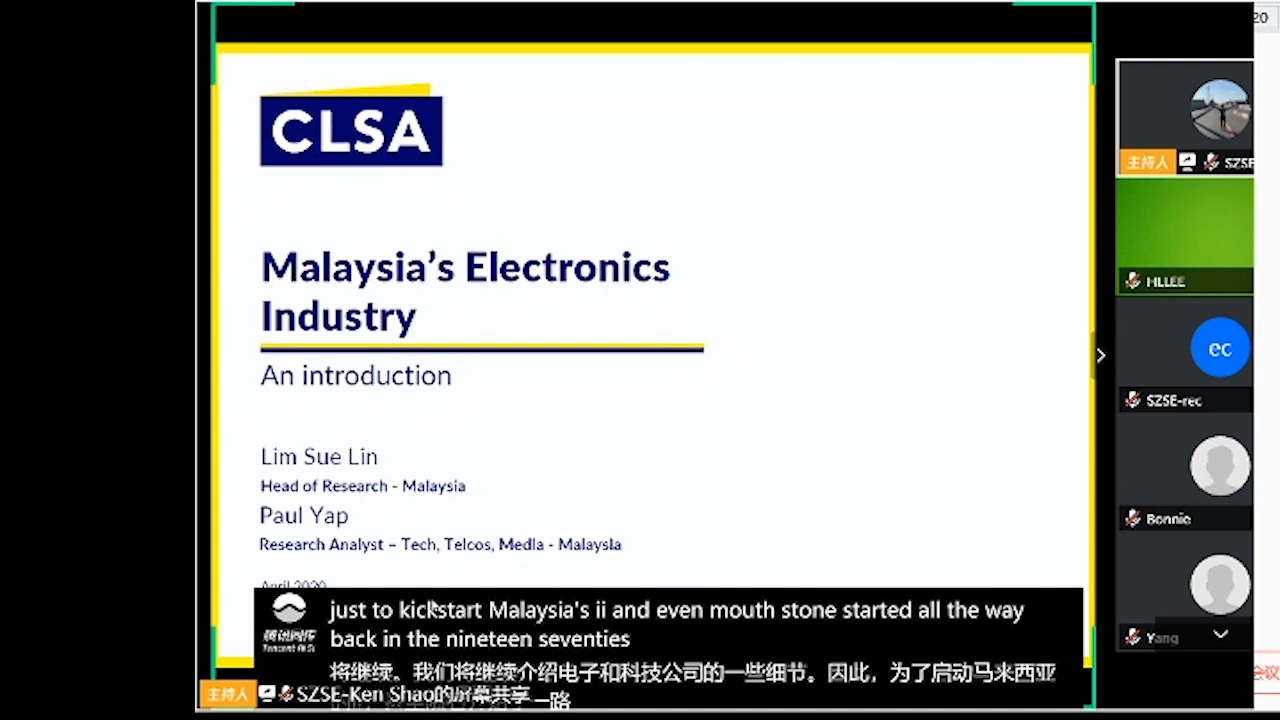 20
CLSA
Malaysia's Electronics
Industry
An introduction
Lim Sue Lin
Head of Research - Malaysia
Paul Yap
Research Analyst – Tech, Telcos, Media - Malaysia
April 2020
just to kickstart Malaysia's ii and even mouth stone started all the way
back in the nineteen seventies
将继续。我们将继续介绍电子和科技公司的一些细节。因此，为了启动马来西亚
主持人 SZSE-Ken Shao的屏幕共享
主持人 SZSE
HLLEE
ec
SZSE-rec
Bonnie
Yang
会议